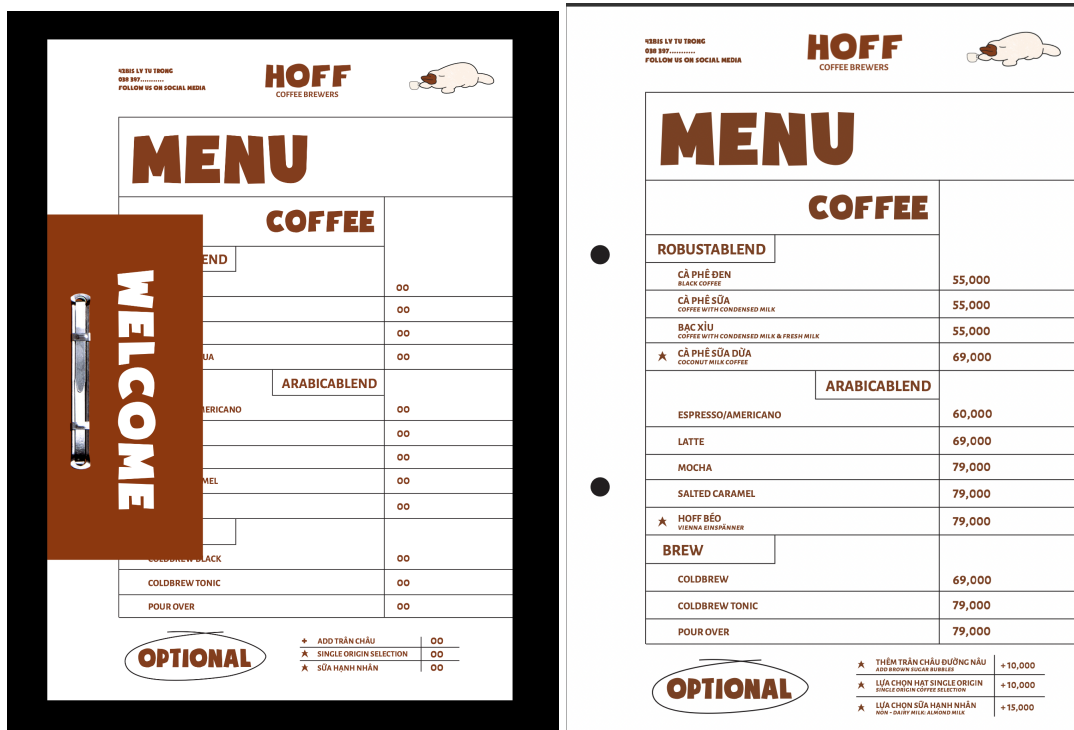 42BIS LY TU TRONG
038 397..........
FOLLOW US ON SOCIAL MEDIA
HOFF
COFFEE BREWERS
MENU
COFFEE
END
00
00
00
UA 00
ARABICABLEND
MERICANO 00
00
00
MEL 00
00
WELCOME
COLDBREW BLACK 00
COLDBREW TONIC 00
POUR OVER 00
OPTIONAL
+ ADD TRÂN CHÂU 00
SINGLE ORIGIN SELECTION 00
SỮA HẠNH NHÂN 00
42BIS LY TU TRONG
038 397..........
FOLLOW US ON SOCIAL MEDIA
HOFF
COFFEE BREWERS
MENU
COFFEE
ROBUSTABLEND
CÀ PHÊ ĐEN 55,000
BLACK COFFEE
CÀ PHÊ SỮA 55,000
COFFEE WITH CONDENSED MILK
BẠC XỈU 55,000
COFFEE WITH CONDENSED MILK & FRESH MILK
CÀ PHÊ SỮA DỪA 69,000
COCONUT MILK COFFEE
ARABICABLEND
ESPRESSO/AMERICANO 60,000
LATTE 69,000
MOCHA 79,000
SALTED CARAMEL 79,000
HOFF BÉO 79,000
VIENNA EINSPÄNNER
BREW
COLDBREW 69,000
COLDBREW TONIC 79,000
POUR OVER 79,000
OPTIONAL
THÊM TRÂN CHÂU ĐƯỜNG NÂU +10,000
ADD BROWN SUGAR BUBBLES
LỰA CHỌN HẠT SINGLE ORIGIN +10,000
SINGLE ORIGIN COFFEE SELECTION
LỰA CHỌN SỮA HẠNH NHÂN +15,000
NON - DAIRY MILK: ALMOND MILK